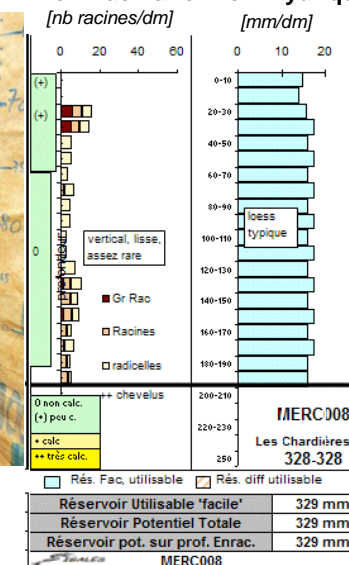 [nb racines/dm]
[mm/dm]
0 20 40 60
0 10 20
(+)
(+)
0
0-10
20-30
40-50
60-70
80-90
100-110
120-130
140-150
160-170
180-190
200-210
220-230
250
vertical, lisse,
assez rare
loess
typique
Gr Rac
Racines
radicelles
++ chevelus
0 non calc.
(+) peu c.
+ calc
++ très calc.
MERC008
Les Chardières
328-328
Rés. Fac, utilisable
Rés. diff utilisable
Réservoir Utilisable 'facile' 329 mm
Réservoir Potentiel Totale 329 mm
Réservoir pot. sur prof. Enrac. 329 mm
MERC008